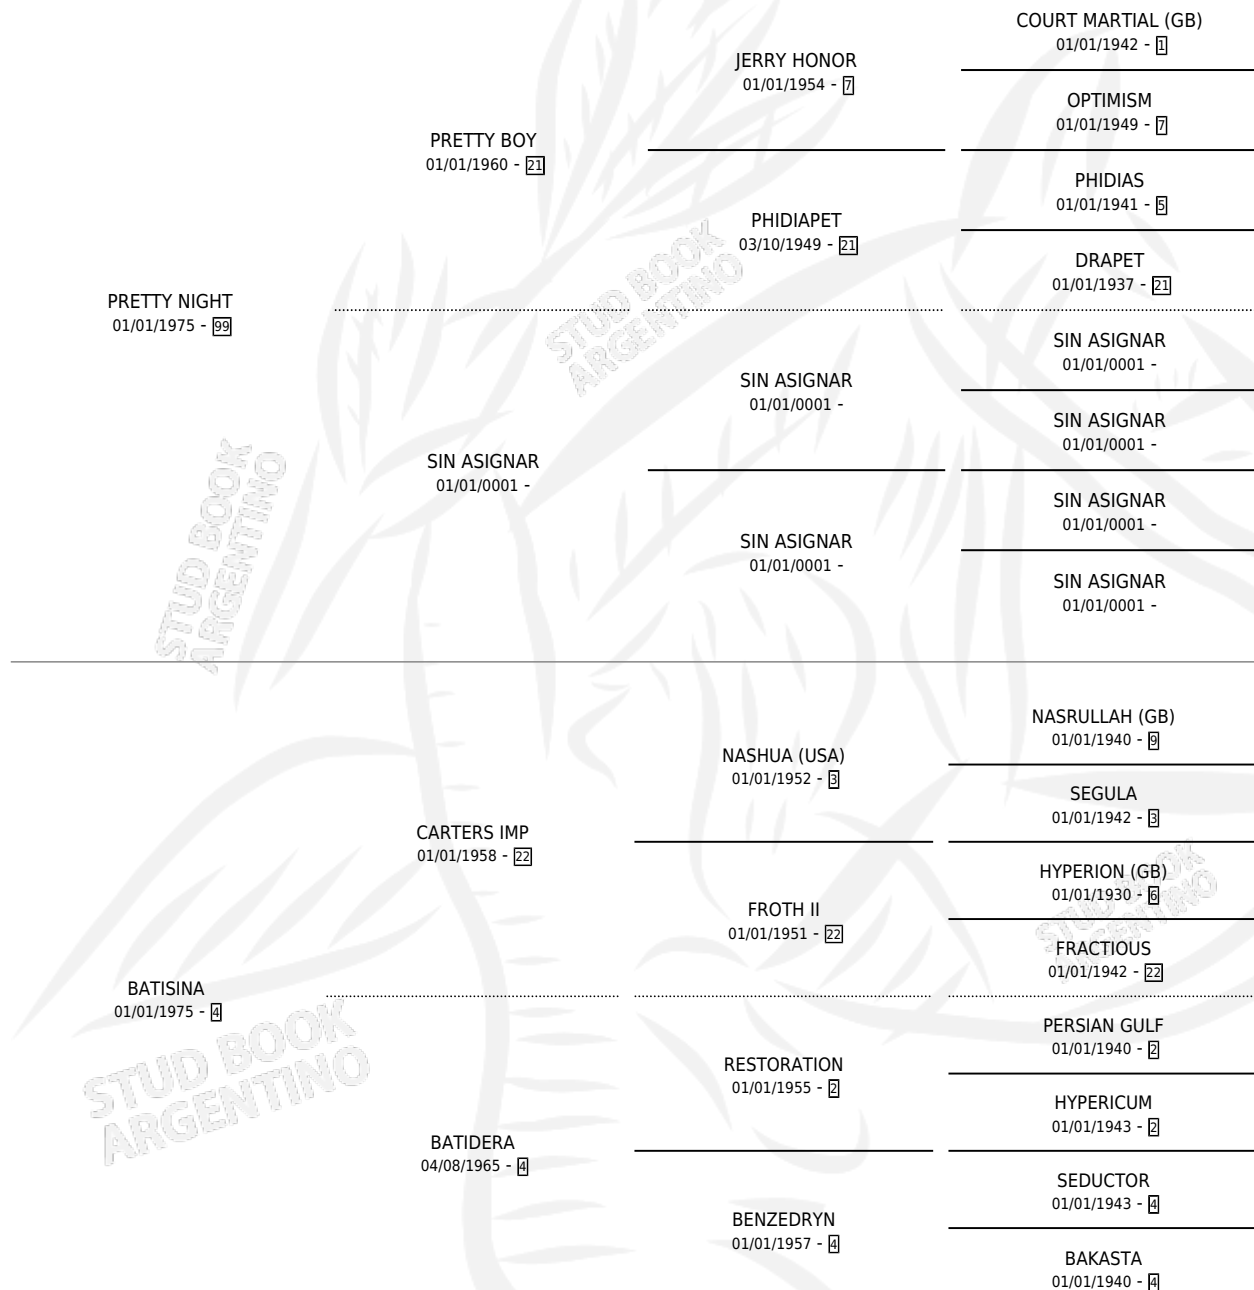 COURT MARTIAL (GB)
01/01/1942 - 1
JERRY HONOR
01/01/1954 - 7
OPTIMISM
01/01/1949 - 7
PRETTY BOY
01/01/1960 - 21
PHIDIAS
01/01/1941 - 5
PHIDIAPET
03/10/1949 - 21
DRAPET
01/01/1937 - 21
PRETTY NIGHT
01/01/1975 - 99
STUD BOOK
ARGENTINO
SIN ASIGNAR
01/01/0001 -
SIN ASIGNAR
01/01/0001 -
SIN ASIGNAR
01/01/0001 -
SIN ASIGNAR
01/01/0001 -
SIN ASIGNAR
01/01/0001 -
SIN ASIGNAR
01/01/0001 -
SIN ASIGNAR
01/01/0001 -
STUD BOOK
ARGENTINO
NASRULLAH (GB)
01/01/1940 - 9
NASHUA (USA)
01/01/1952 - 3
SEGULA
01/01/1942 - 3
CARTERS IMP
01/01/1958 - 22
HYPERION (GB)
01/01/1930 - 6
STUD BOOK
ARGENTINO
FROTH II
01/01/1951 - 22
FRACTIOUS
01/01/1942 - 22
BATISINA
01/01/1975 - 4
STUD BOOK
ARGENTINO
PERSIAN GULF
01/01/1940 - 2
RESTORATION
01/01/1955 - 2
HYPERICUM
01/01/1943 - 2
BATIDERA
04/08/1965 - 4
SEDUCTOR
01/01/1943 - 4
BENZEDRYN
01/01/1957 - 4
BAKASTA
01/01/1940 - 4